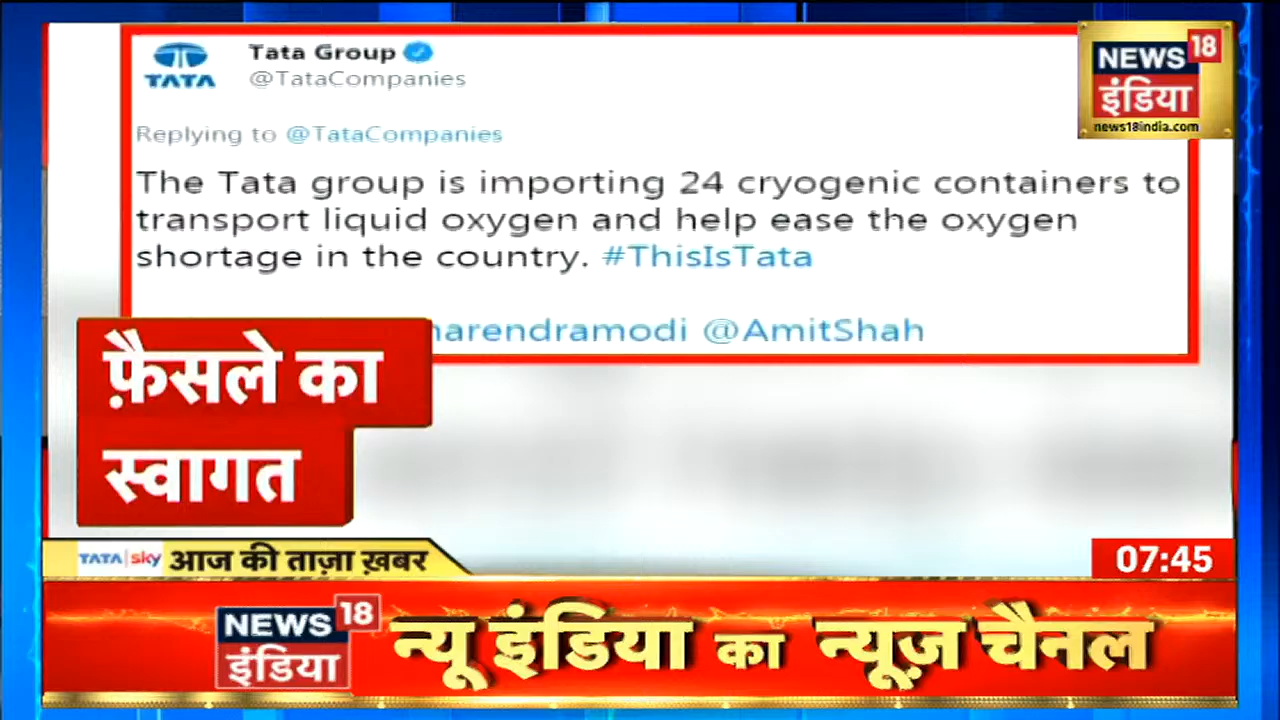 TATA
Tata Group
@TataCompanies
Replying to @TataCompanies
The Tata group is importing 24 cryogenic containers to
transport liquid oxygen and help ease the oxygen
shortage in the country. #ThisIsTata
@AmitShah
NEWS 18
इंडिया
news18india.com
फ़ैसले का
स्वागत
TATA sky आज की ताज़ा ख़बर
07:45
NEWS 18
इंडिया
न्यू इंडिया का न्यूज़ चैनल